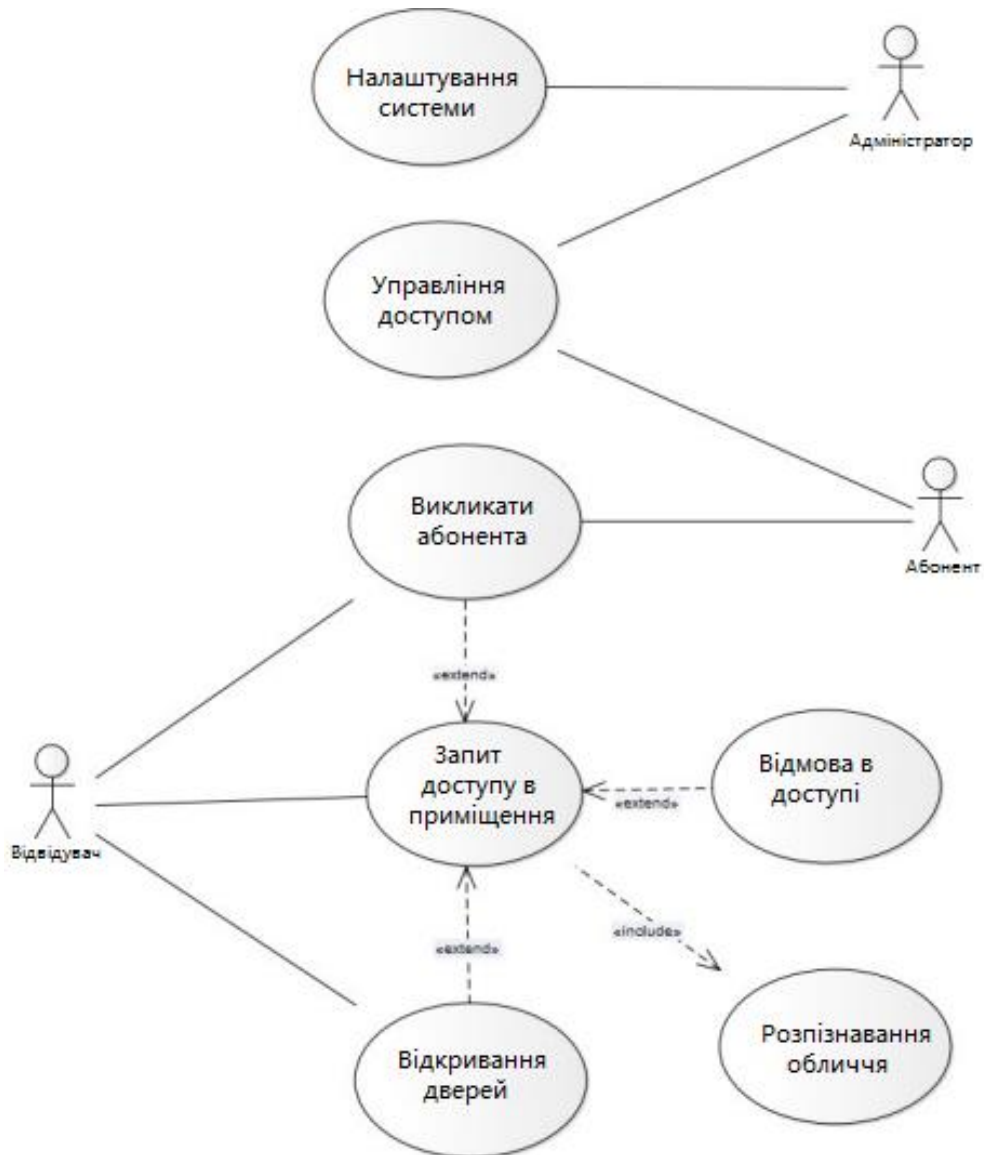 Налаштування
системи
Адміністратор
Управління
доступом
Викликати
абонента
Абонент
«extend»
Запит
доступу в
приміщення
Відмова в
доступі
«extend»
Відвідувач
«include»
«extend»
Відкривання
дверей
Розпізнавання
обличчя